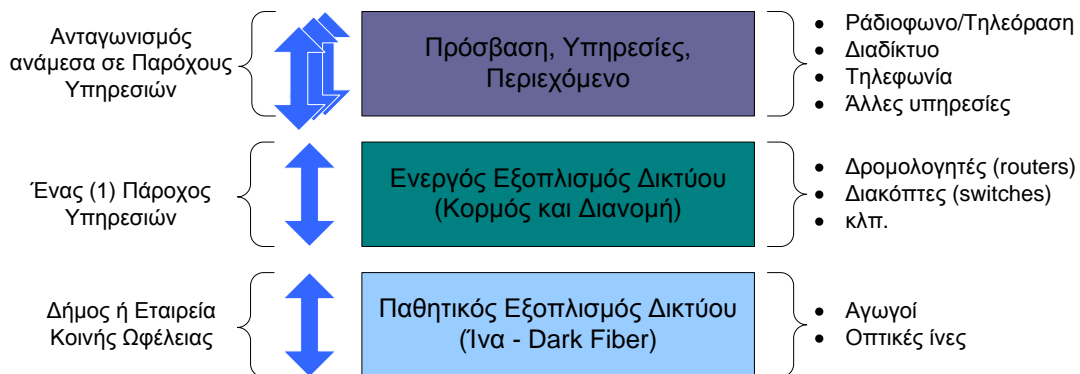 Ανταγωνισμός
ανάμεσα σε Παρόχους
Υπηρεσιών
Πρόσβαση, Υπηρεσίες,
Περιεχόμενο
• Ράδιοφωνο/Τηλεόραση
• Διαδίκτυο
• Τηλεφωνία
• Άλλες υπηρεσίες
Ένας (1) Πάροχος
Υπηρεσιών
Ενεργός Εξοπλισμός Δικτύου
(Κορμός και Διανομή)
• Δρομολογητές (routers)
• Διακόπτες (switches)
• κλπ.
Δήμος ή Εταιρεία
Κοινής Ωφέλειας
Παθητικός Εξοπλισμός Δικτύου
(Ίνα - Dark Fiber)
• Αγωγοί
• Οπτικές ίνες